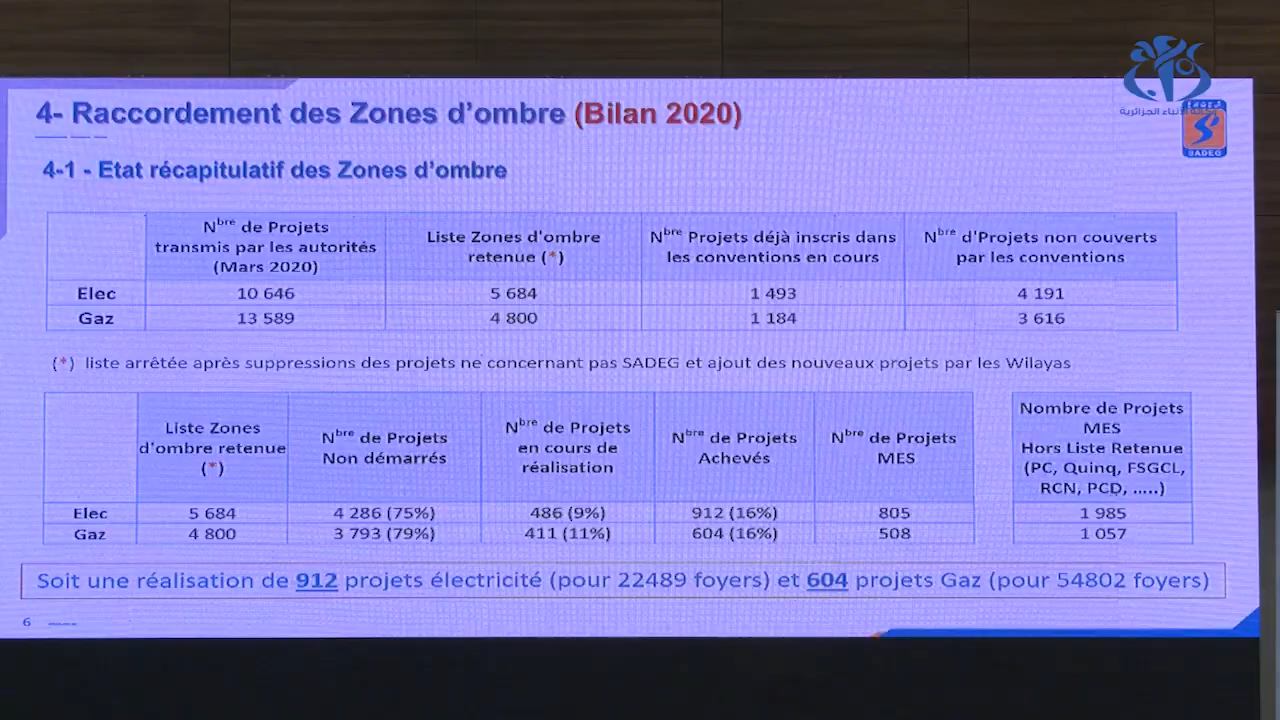 4- Raccordement des Zones d'ombre (Bilan 2020)
4-1 - Etat récapitulatif des Zones d'ombre
SADEG
Nbre de Projets
transmis par les autorités
(Mars 2020)
Liste Zones d'ombre
retenue (*)
Nbre Projets déjà inscris dans
les conventions en cours
Nbre d'Projets non couverts
par les conventions
Elec 10 646 5 684 1 493 4 191
Gaz 13 589 4 800 1 184 3 616
(*) liste arrêtée après suppressions des projets ne concernant pas SADEG et ajout des nouveaux projets par les Wilayas
Liste Zones
d'ombre retenue
(*)
Nbre de Projets
Non démarrés
Nbre de Projets
en cours de
réalisation
Nbre de Projets
Achevés
Nbre de Projets
MES
Nombre de Projets
MES
Hors Liste Retenue
(PC, Quinq, FSGCL,
RCN, PCD, .....)
Elec 5 684 4 286 (75%) 486 (9%) 912 (16%) 805 1 985
Gaz 4 800 3 793 (79%) 411 (11%) 604 (16%) 508 1 057
Soit une réalisation de 912 projets électricité (pour 22489 foyers) et 604 projets Gaz (pour 54802 foyers)
6